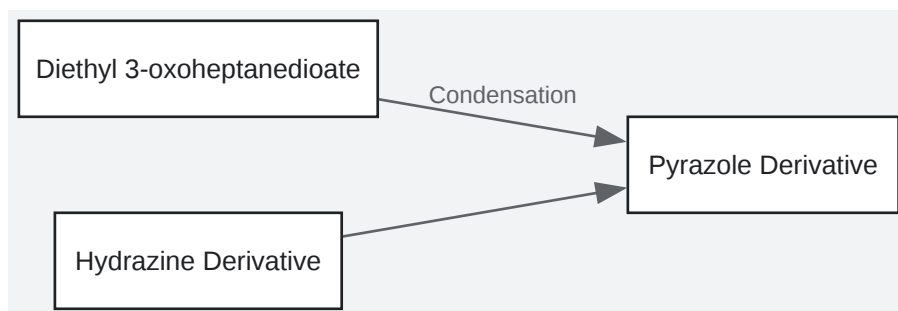 Diethyl 3-oxoheptanedioate
Condensation
Pyrazole Derivative
Hydrazine Derivative